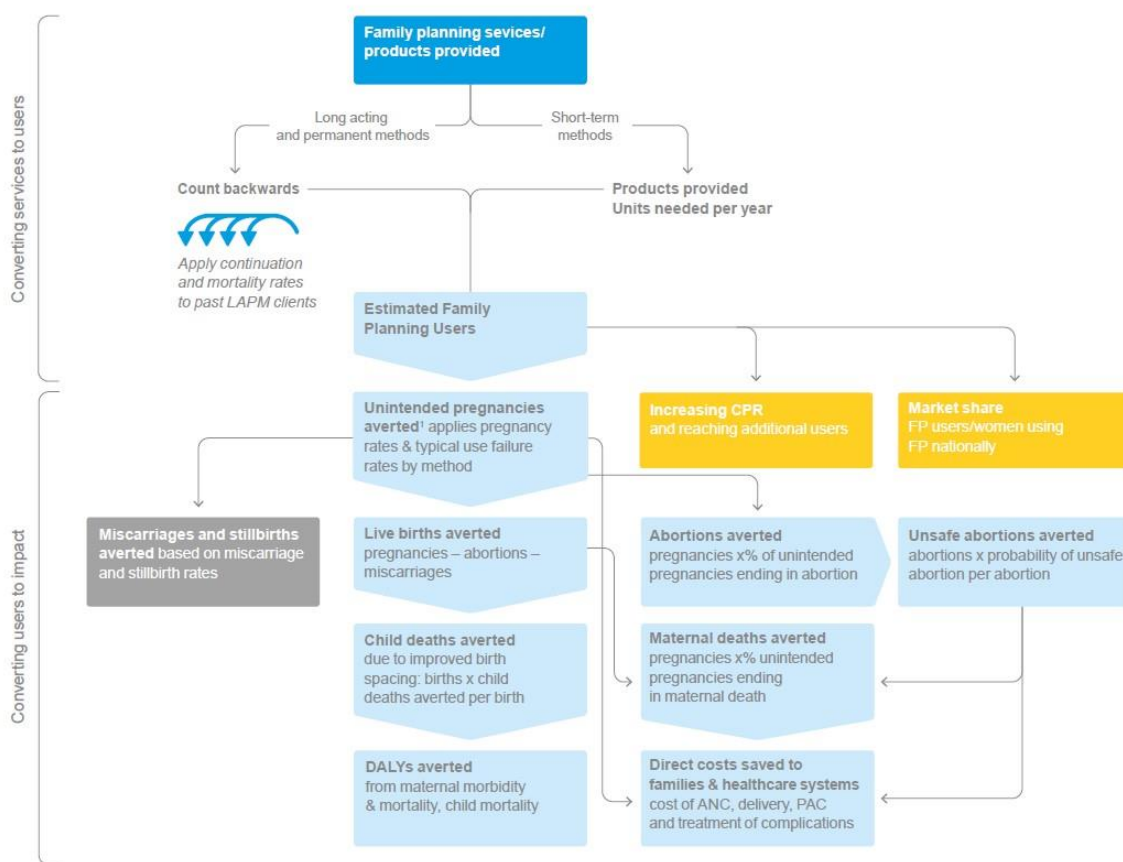 Converting services to users
Family planning sevices/
products provided
Long acting
and permanent methods
Short-term
methods
Count backwards
Products provided
Units needed per year
Apply continuation
and mortality rates
to past LAPM clients
Estimated Family
Planning Users
Converting users to impact
Unintended pregnancies
averted¹ applies pregnancy
rates & typical use failure
rates by method
Increasing CPR
and reaching additional users
Market share
FP users/women using
FP nationally
Miscarriages and stillbirths
averted based on miscarriage
and stillbirth rates
Live births averted
pregnancies – abortions –
miscarriages
Abortions averted
pregnancies x% of unintended
pregnancies ending in abortion
Unsafe abortions averted
abortions x probability of unsafe
abortion per abortion
Child deaths averted
due to improved birth
spacing: births x child
deaths averted per birth
Maternal deaths averted
pregnancies x% unintended
pregnancies ending
in maternal death
DALYs averted
from maternal morbidity
& mortality, child mortality
Direct costs saved to
families & healthcare systems
cost of ANC, delivery, PAC
and treatment of complications